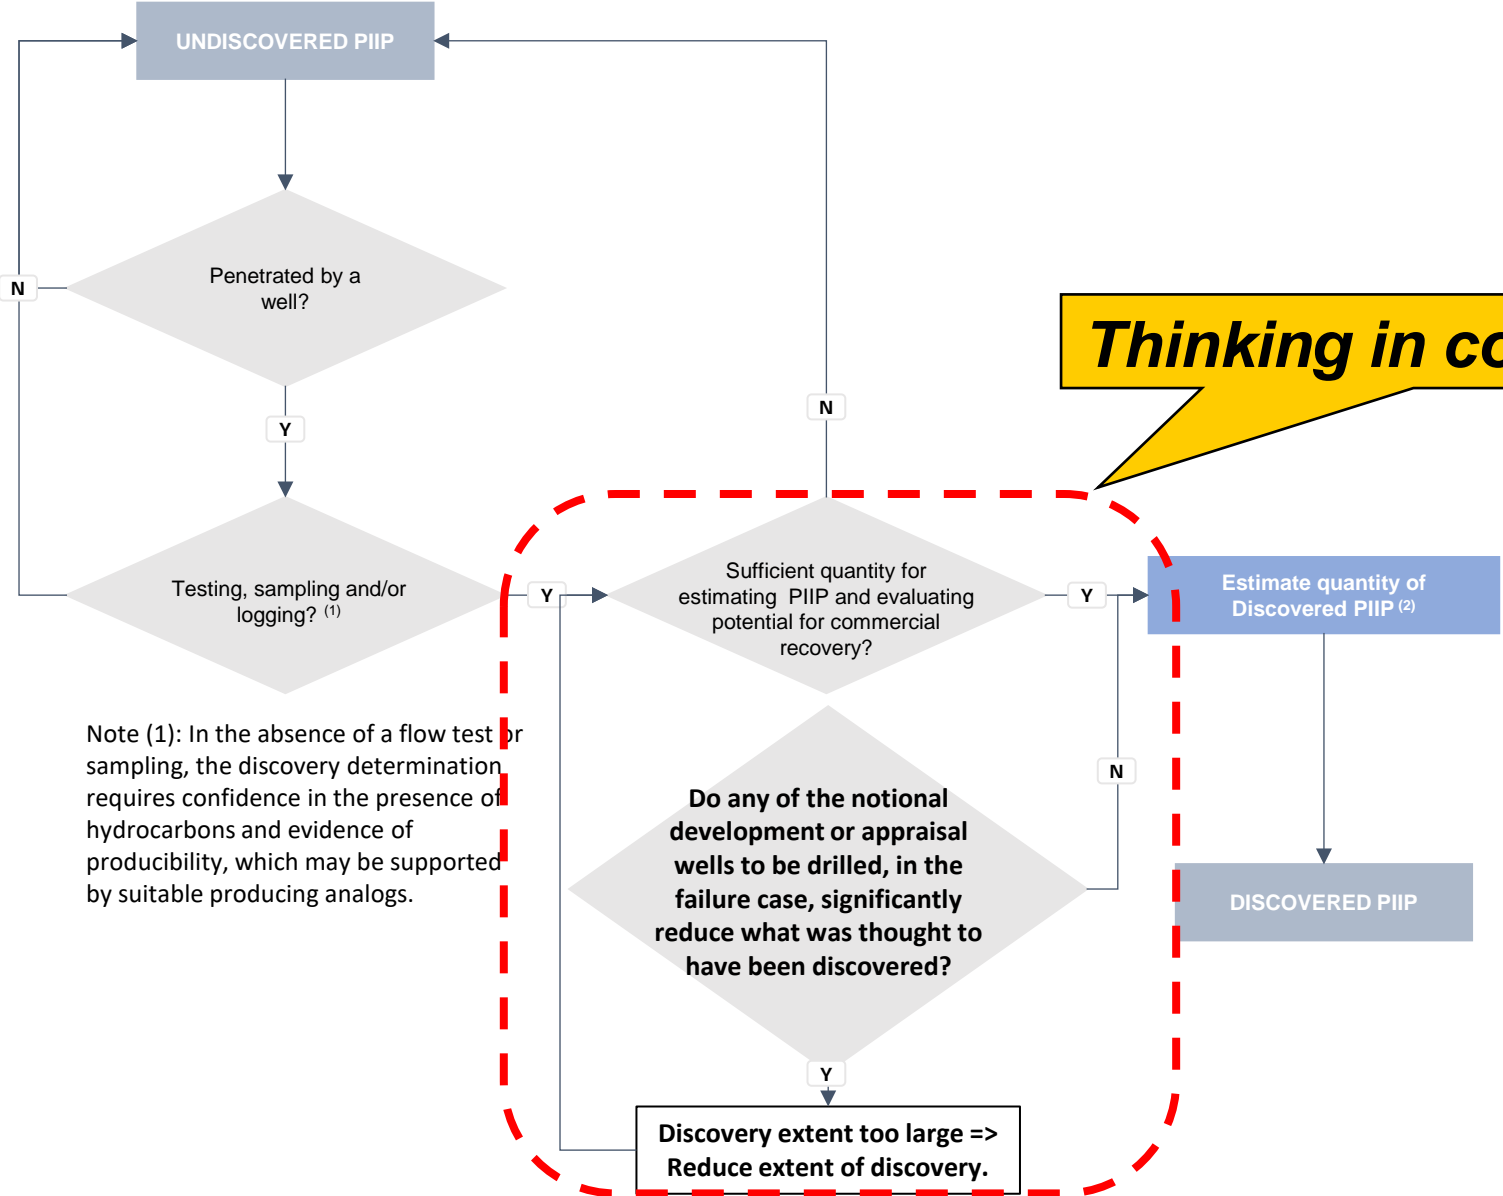 UNDISCOVERED PIIP
Penetrated by a
well?
N
Y
Thinking in co
N
Testing, sampling and/or
logging? (1)
Y
Sufficient quantity for
estimating PIIP and evaluating
potential for commercial
recovery?
Y
Estimate quantity of
Discovered PIIP (2)
Note (1): In the absence of a flow test or
sampling, the discovery determination
requires confidence in the presence of
hydrocarbons and evidence of
producibility, which may be supported
by suitable producing analogs.
Do any of the notional
development or appraisal
wells to be drilled, in the
failure case, significantly
reduce what was thought to
have been discovered?
N
DISCOVERED PIIP
Y
Discovery extent too large =>
Reduce extent of discovery.